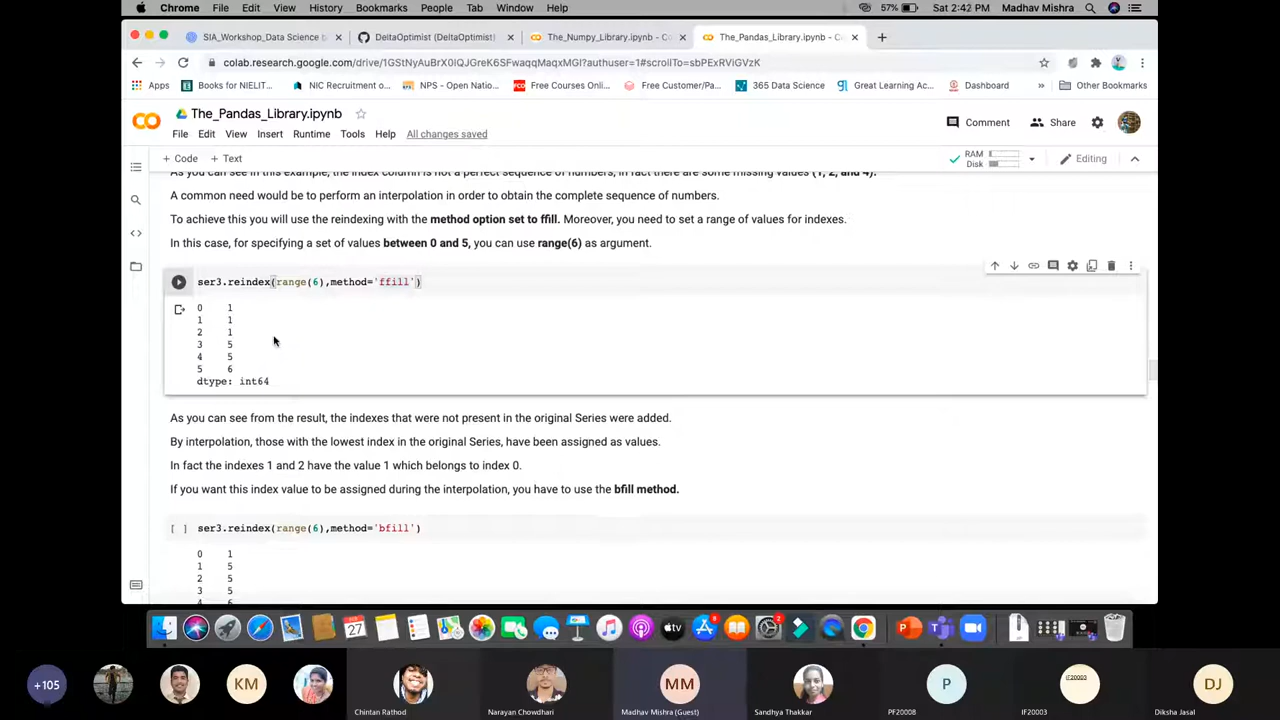 Chrome File Edit View History Bookmarks People Tab Window Help 57% Sat 2:42 PM Madhav Mishra
SIA_Workshop_Data Science b DeltaOptimist (DeltaOptimist) The_Numpy_Library.ipynb - Co The_Pandas_Library.ipynb - Co
colab.research.google.com/drive/1GStNyAuBrX0IQJGreK6SFwaqqMaqxMGI?authuser=1#scrollTo=sbPExRViGVzK
Apps Books for NIELIT... NIC Recruitment o... NPS - Open Natio... Free Courses Onli... Free Customer/Pa... 365 Data Science Great Learning Ac... Dashboard » Other Bookmarks
The_Pandas_Library.ipynb
File Edit View Insert Runtime Tools Help All changes saved
Comment Share
+ Code + Text
RAM
Disk
Editing
As you can see in this example, the index column is not a perfect sequence of numbers; in fact there are some missing values (1, 2, and 4).
A common need would be to perform an interpolation in order to obtain the complete sequence of numbers.
To achieve this you will use the reindexing with the method option set to ffill. Moreover, you need to set a range of values for indexes.
In this case, for specifying a set of values between 0 and 5, you can use range(6) as argument.
ser3.reindex(range(6),method='ffill')
0 1
1 1
2 1
3 5
4 5
5 6
dtype: int64
As you can see from the result, the indexes that were not present in the original Series were added.
By interpolation, those with the lowest index in the original Series, have been assigned as values.
In fact the indexes 1 and 2 have the value 1 which belongs to index 0.
If you want this index value to be assigned during the interpolation, you have to use the bfill method.
[ ] ser3.reindex(range(6),method='bfill')
0 1
1 5
2 5
3 5
4 6
+105
KM
MM
P
IF20003
DJ
Chintan Rathod
Narayan Chowdhari
Madhav Mishra (Guest)
Sandhya Thakkar
PF20008
IF20003
Diksha Jasal